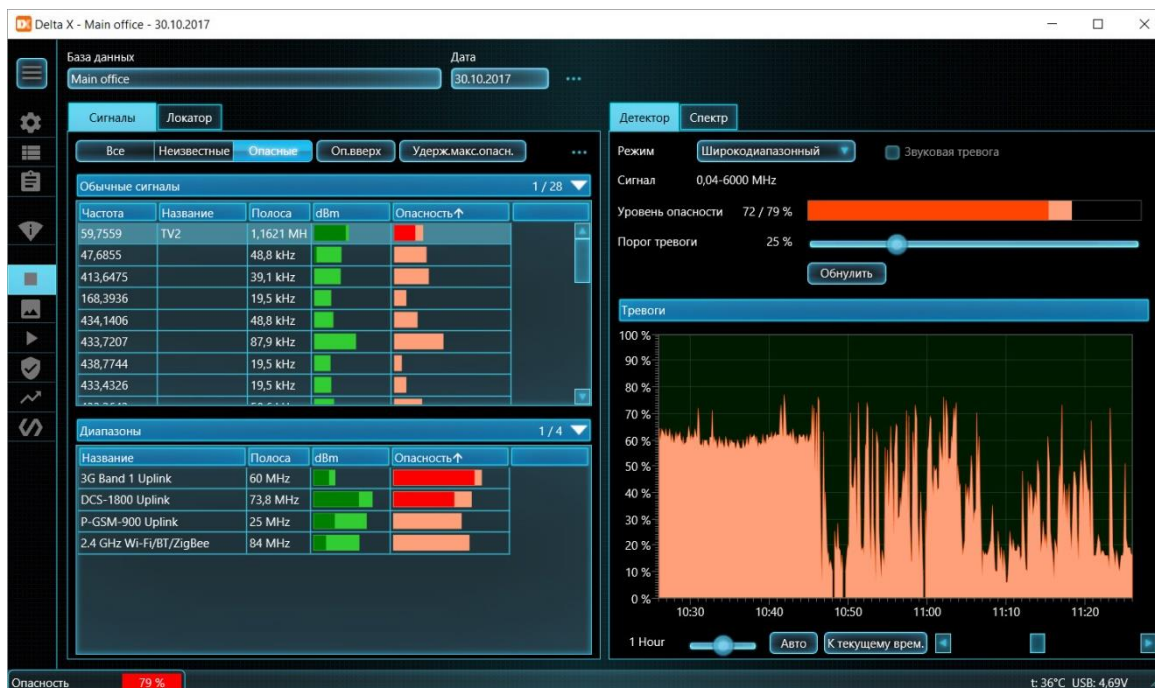 Delta X - Main office - 30.10.2017
База данных
Дата
Main office
30.10.2017
Сигналы
Локатор
Все
Неизвестные
Опасные
Оп.вверх
Удерж.макс.опасн.
Обычные сигналы
1 / 28
Частота Название Полоса dBm Опасность↑
59,7559 TV2 1,1621 MH
47,6855 48,8 kHz
413,6475 39,1 kHz
168,3936 19,5 kHz
434,1406 48,8 kHz
433,7207 87,9 kHz
438,7744 19,5 kHz
433,4326 19,5 kHz
Диапазоны
1 / 4
Название Полоса dBm Опасность↑
3G Band 1 Uplink 60 MHz
DCS-1800 Uplink 73,8 MHz
P-GSM-900 Uplink 25 MHz
2.4 GHz Wi-Fi/BT/ZigBee 84 MHz
Детектор
Спектр
Режим
Широкодиапазонный
Звуковая тревога
Сигнал 0,04-6000 MHz
Уровень опасности 72 / 79 %
Порог тревоги 25 %
Обнулить
Тревоги
100 %
90 %
80 %
70 %
60 %
50 %
40 %
30 %
20 %
10 %
0 %
10:30 10:40 10:50 11:00 11:10 11:20
1 Hour
Авто
К текущему врем.
Опасность 79 %
t: 36°C USB: 4,69V